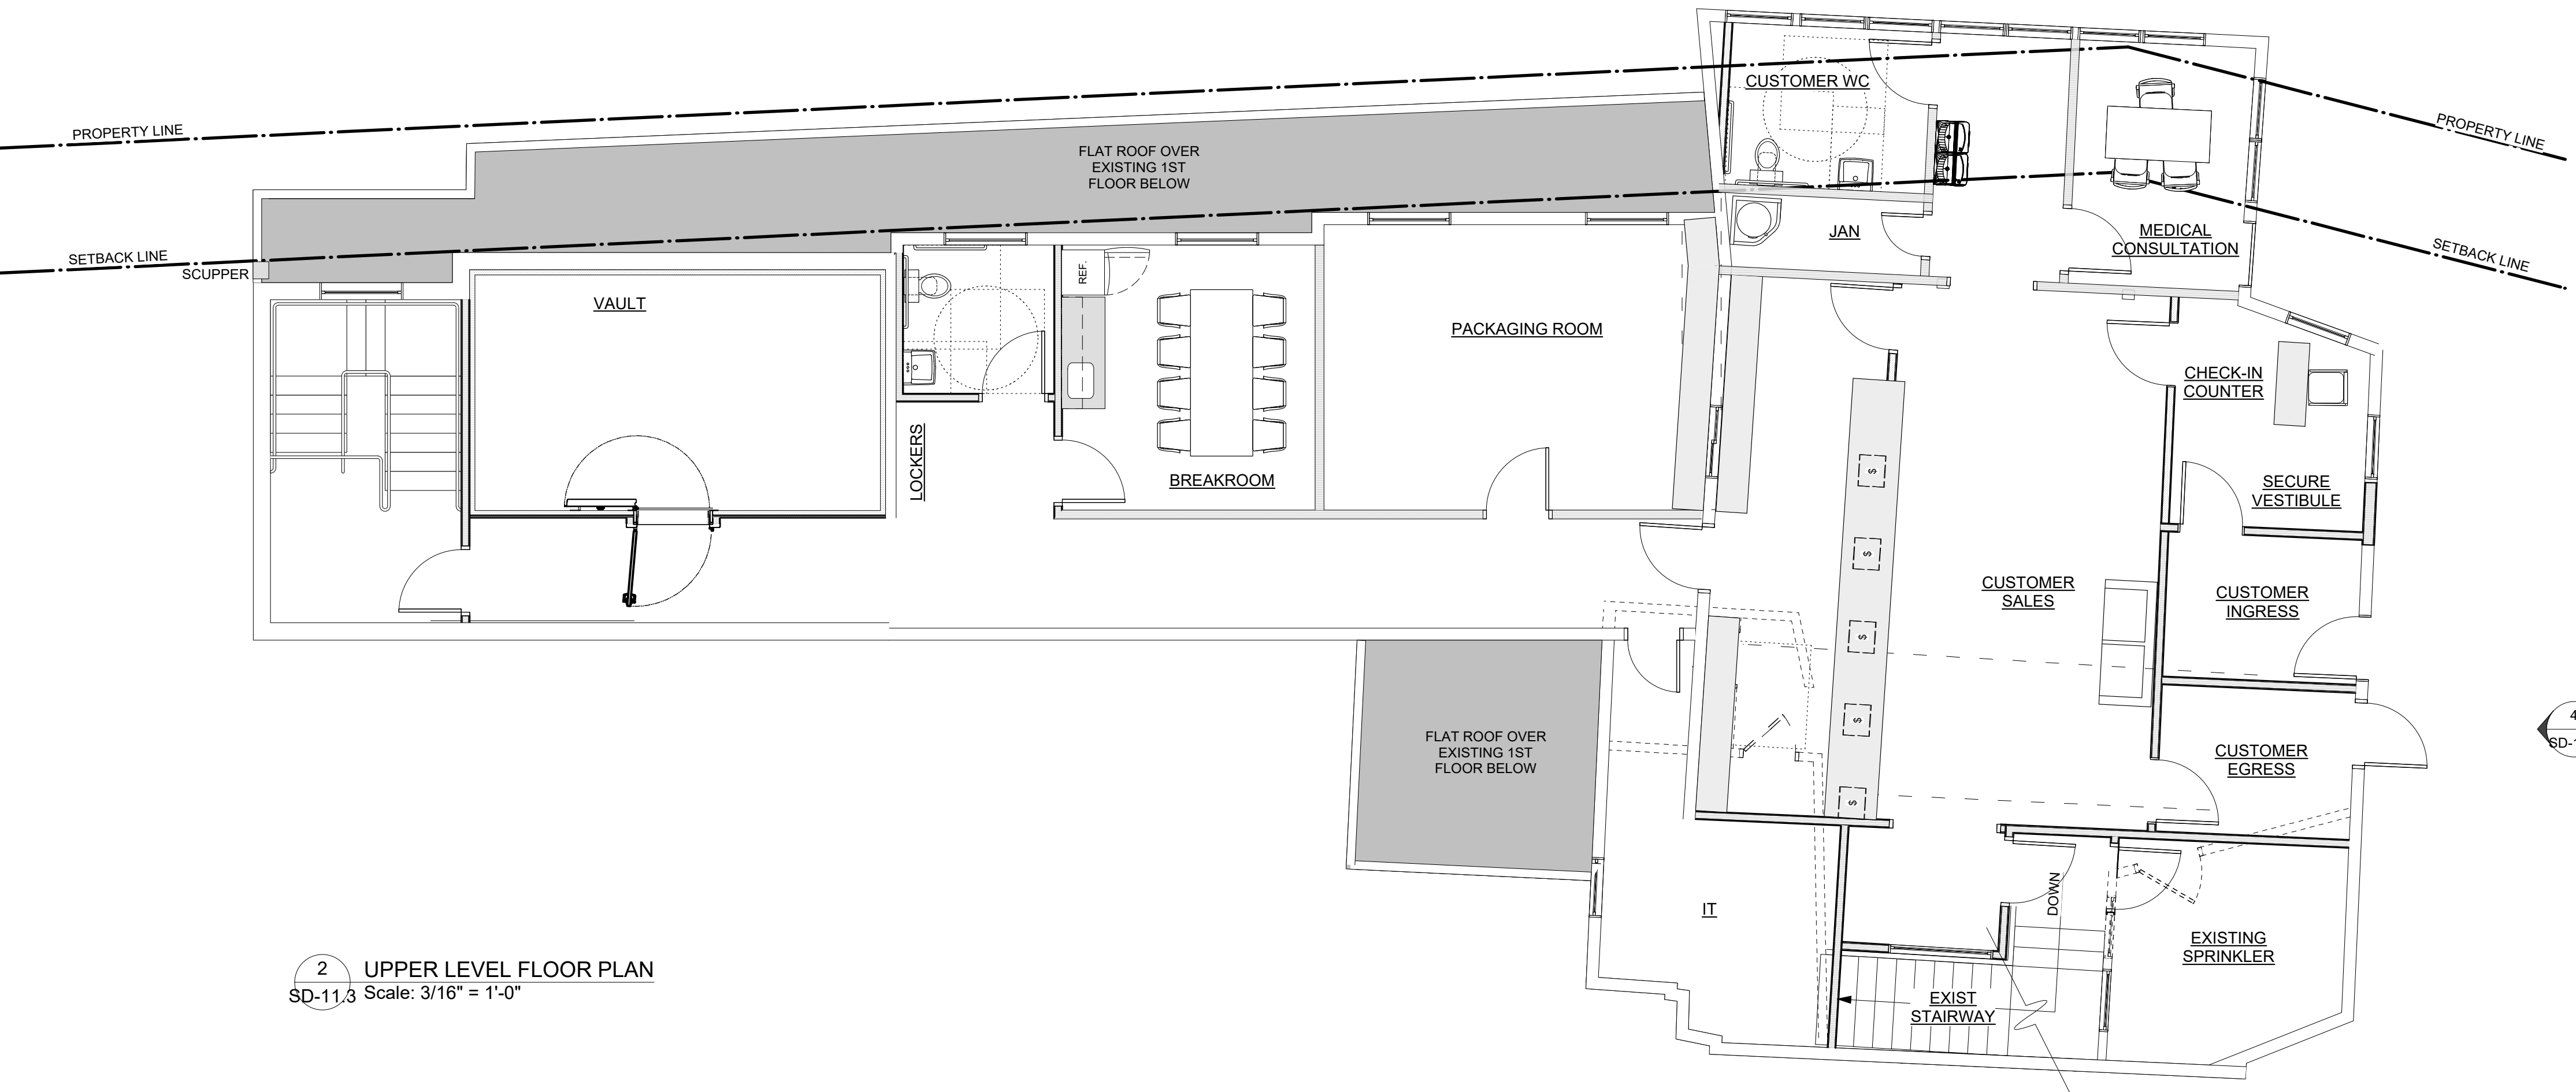 CUSTOMER WC
PROPERTY LINE
PROPERTY LINE
FLAT ROOF OVER
EXISTING 1ST
FLOOR BELOW
SETBACK LINE
SCUPPER
JAN
MEDICAL
CONSULTATION
SETBACK LINE
VAULT
REF.
PACKAGING ROOM
CHECK-IN
COUNTER
LOCKERS
BREAKROOM
SECURE
VESTIBULE
$
$
$
$
$
CUSTOMER
SALES
CUSTOMER
INGRESS
FLAT ROOF OVER
EXISTING 1ST
FLOOR BELOW
CUSTOMER
EGRESS
4
SD-1
DOWN
IT
EXISTING
SPRINKLER
EXIST
STAIRWAY
2
SD-11.3
UPPER LEVEL FLOOR PLAN
Scale: 3/16" = 1'-0"